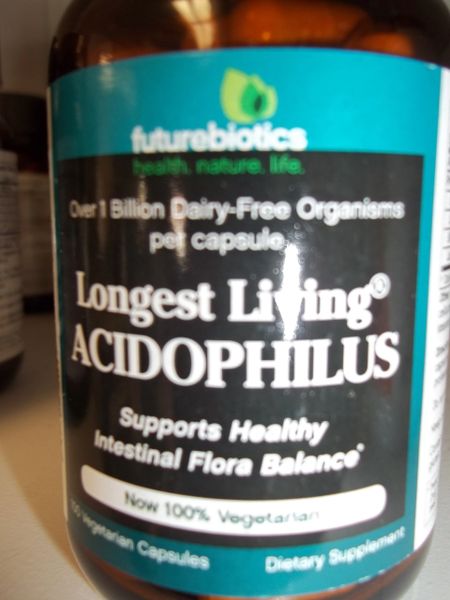 futurebiotics
health. nature. life.
Over 1 Billion Dairy-Free Organisms
per capsule
Longest Living®
ACIDOPHILUS
Supports Healthy
Intestinal Flora Balance*
Now 100% Vegetarian
100 Vegetarian Capsules
Dietary Supplement